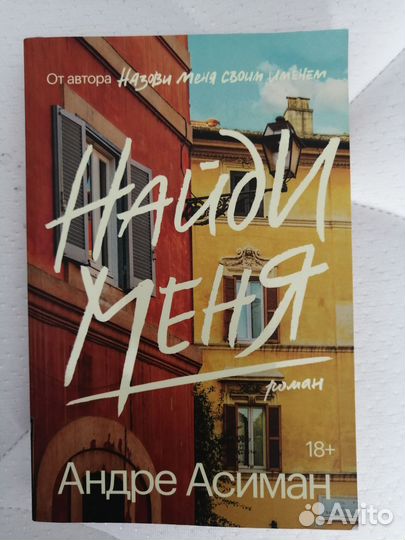 От автора Назови меня своим именем
НАЙДИ
МЕНЯ
роман
18+
Андре Асиман
Avito